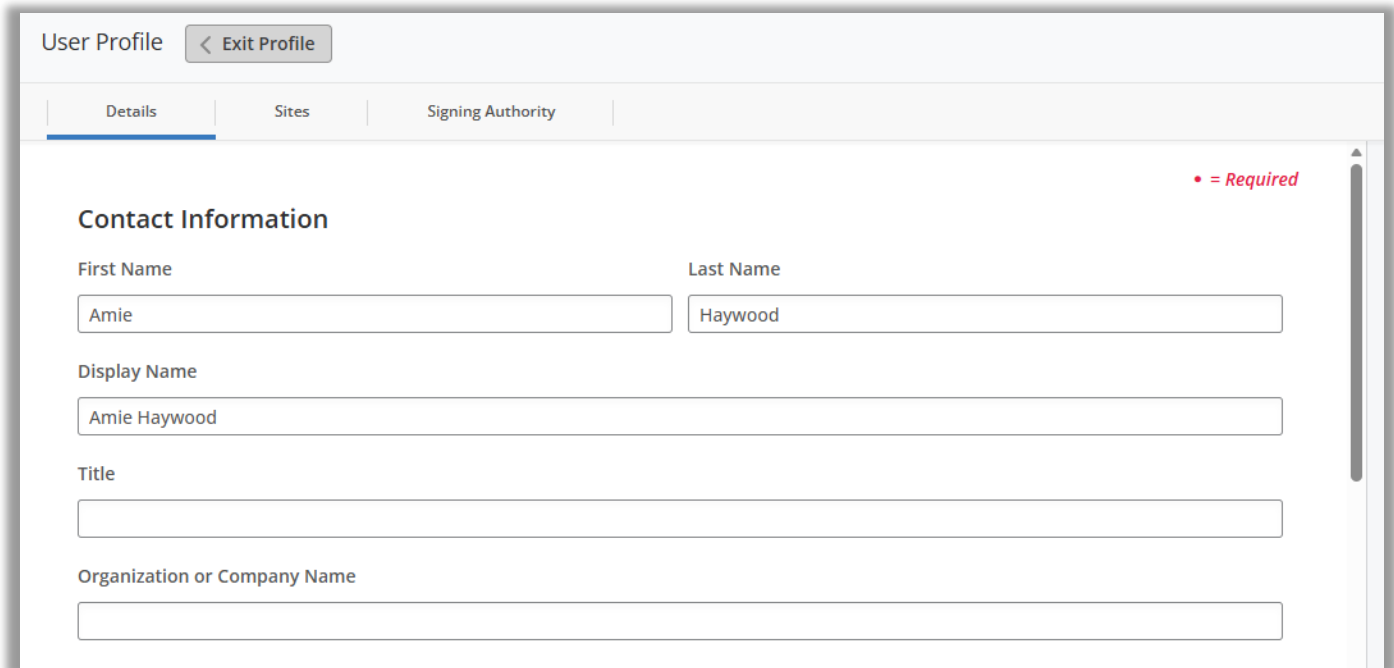 User Profile Exit Profile
Details Sites Signing Authority
• = Required
Contact Information
First Name Last Name
Amie Haywood
Display Name
Amie Haywood
Title
Organization or Company Name